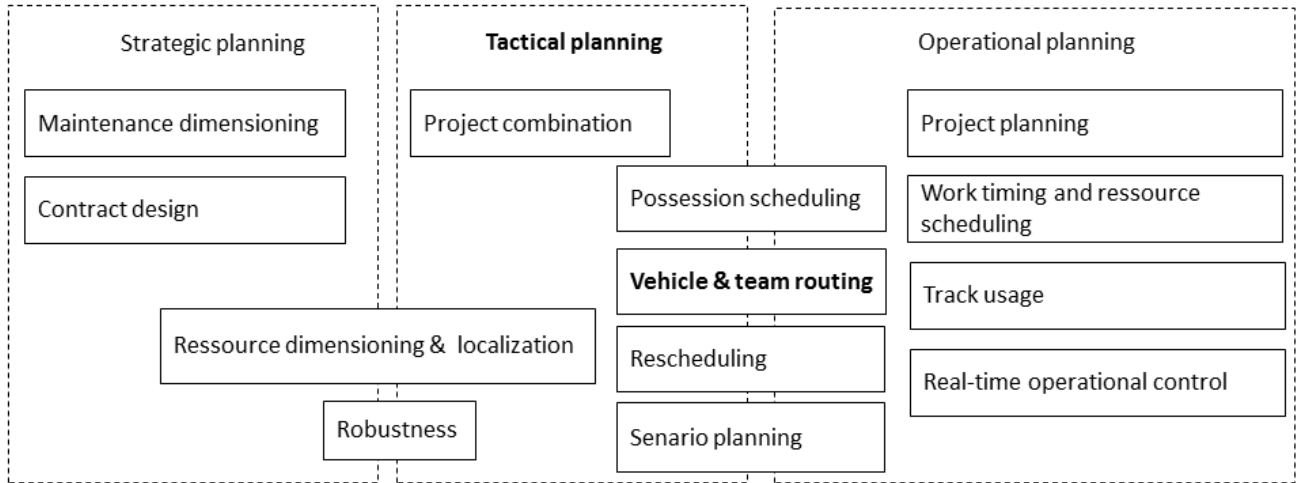 Strategic planning
Tactical planning
Operational planning
Maintenance dimensioning
Project combination
Project planning
Contract design
Possession scheduling
Work timing and ressource
scheduling
Vehicle & team routing
Track usage
Ressource dimensioning & localization
Rescheduling
Real-time operational control
Robustness
Senario planning